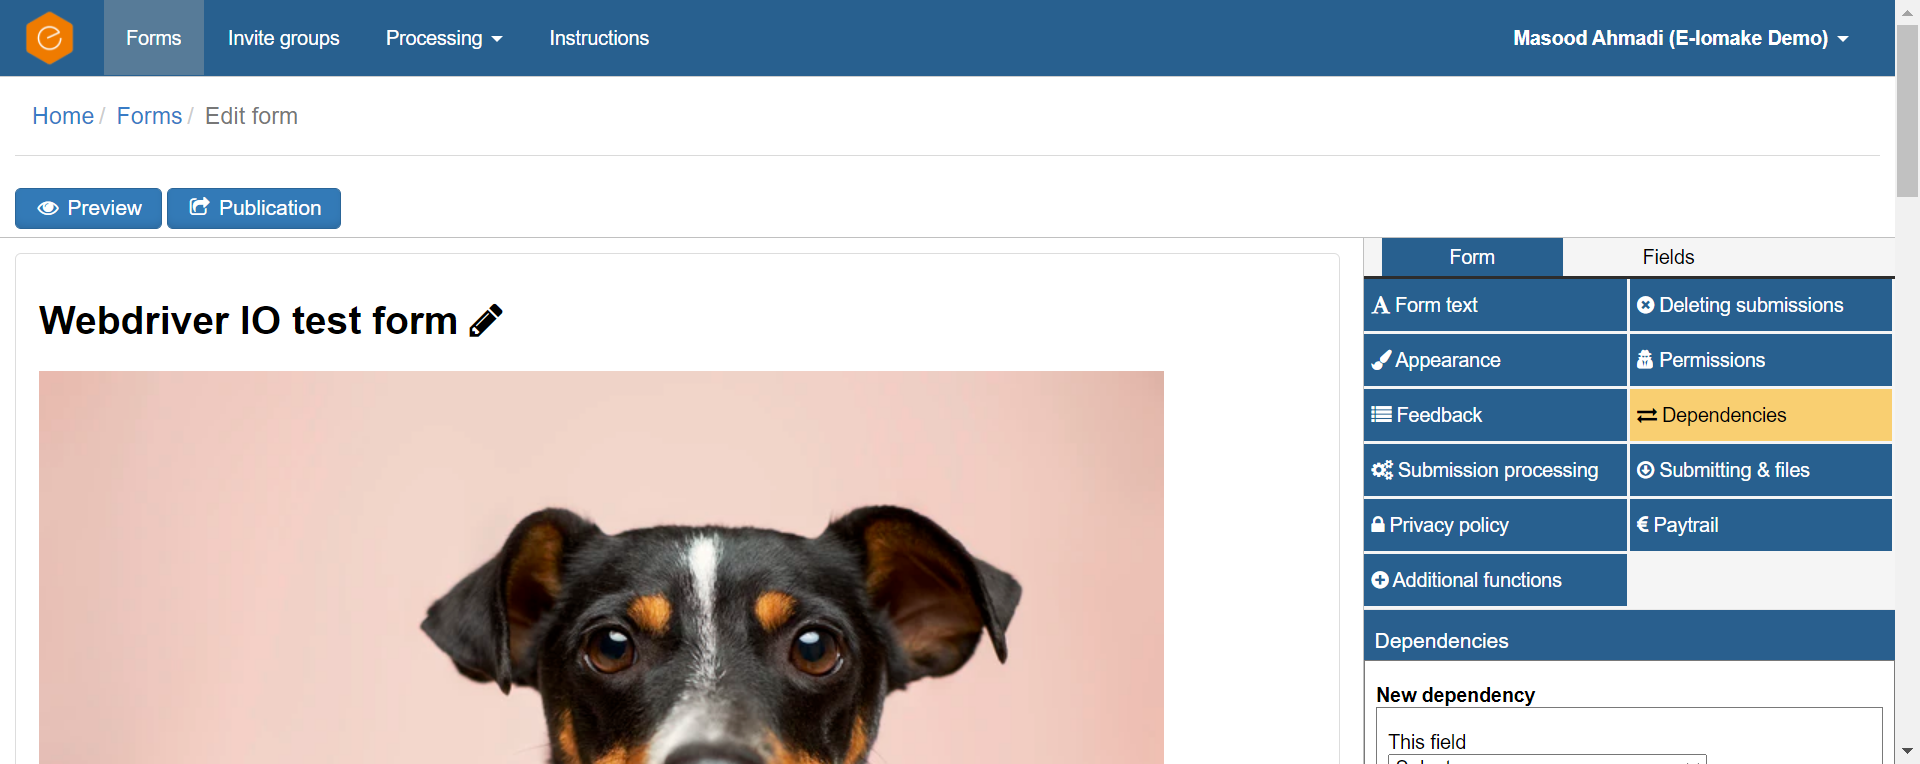 Forms Invite groups Processing Instructions Masood Ahmadi (E-lomake Demo)
Home / Forms / Edit form
Preview Publication
Form Fields
Webdriver IO test form
Form text Deleting submissions
Appearance Permissions
Feedback Dependencies
Submission processing Submitting & files
Privacy policy € Paytrail
Additional functions
Dependencies
New dependency
This field